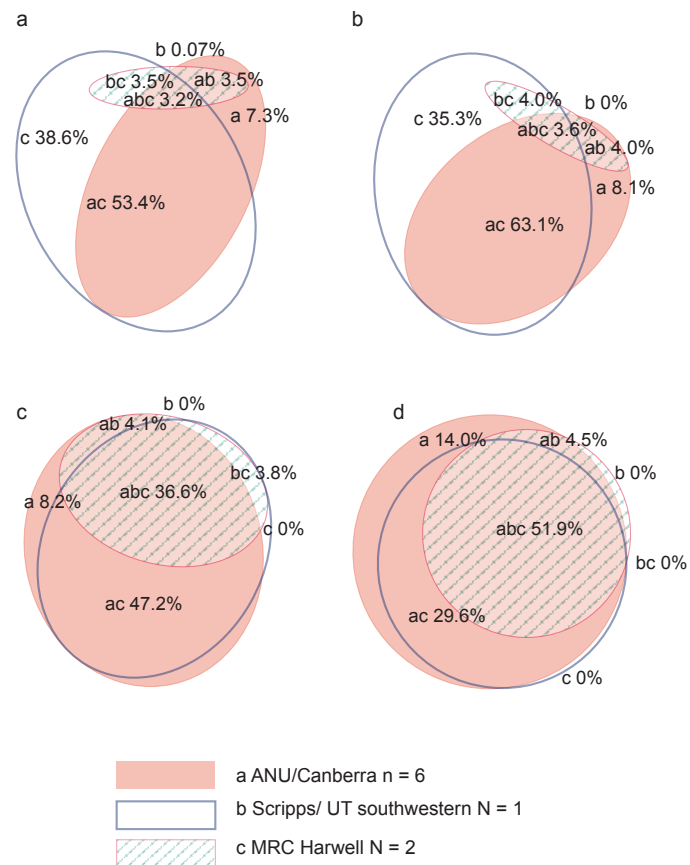 a
b 0.07%
bc 3.5%
ab 3.5%
abc 3.2%
a 7.3%
c 38.6%
ac 53.4%
b
bc 4.0%
b 0%
c 35.3%
abc 3.6%
ab 4.0%
a 8.1%
ac 63.1%
c
b 0%
ab 4.1%
bc 3.8%
abc 36.6%
a 8.2%
c 0%
ac 47.2%
d
a 14.0%
ab 4.5%
b 0%
abc 51.9%
bc 0%
ac 29.6%
c 0%
a ANU/Canberra n = 6
b Scripps/ UT southwestern N = 1
c MRC Harwell N = 2